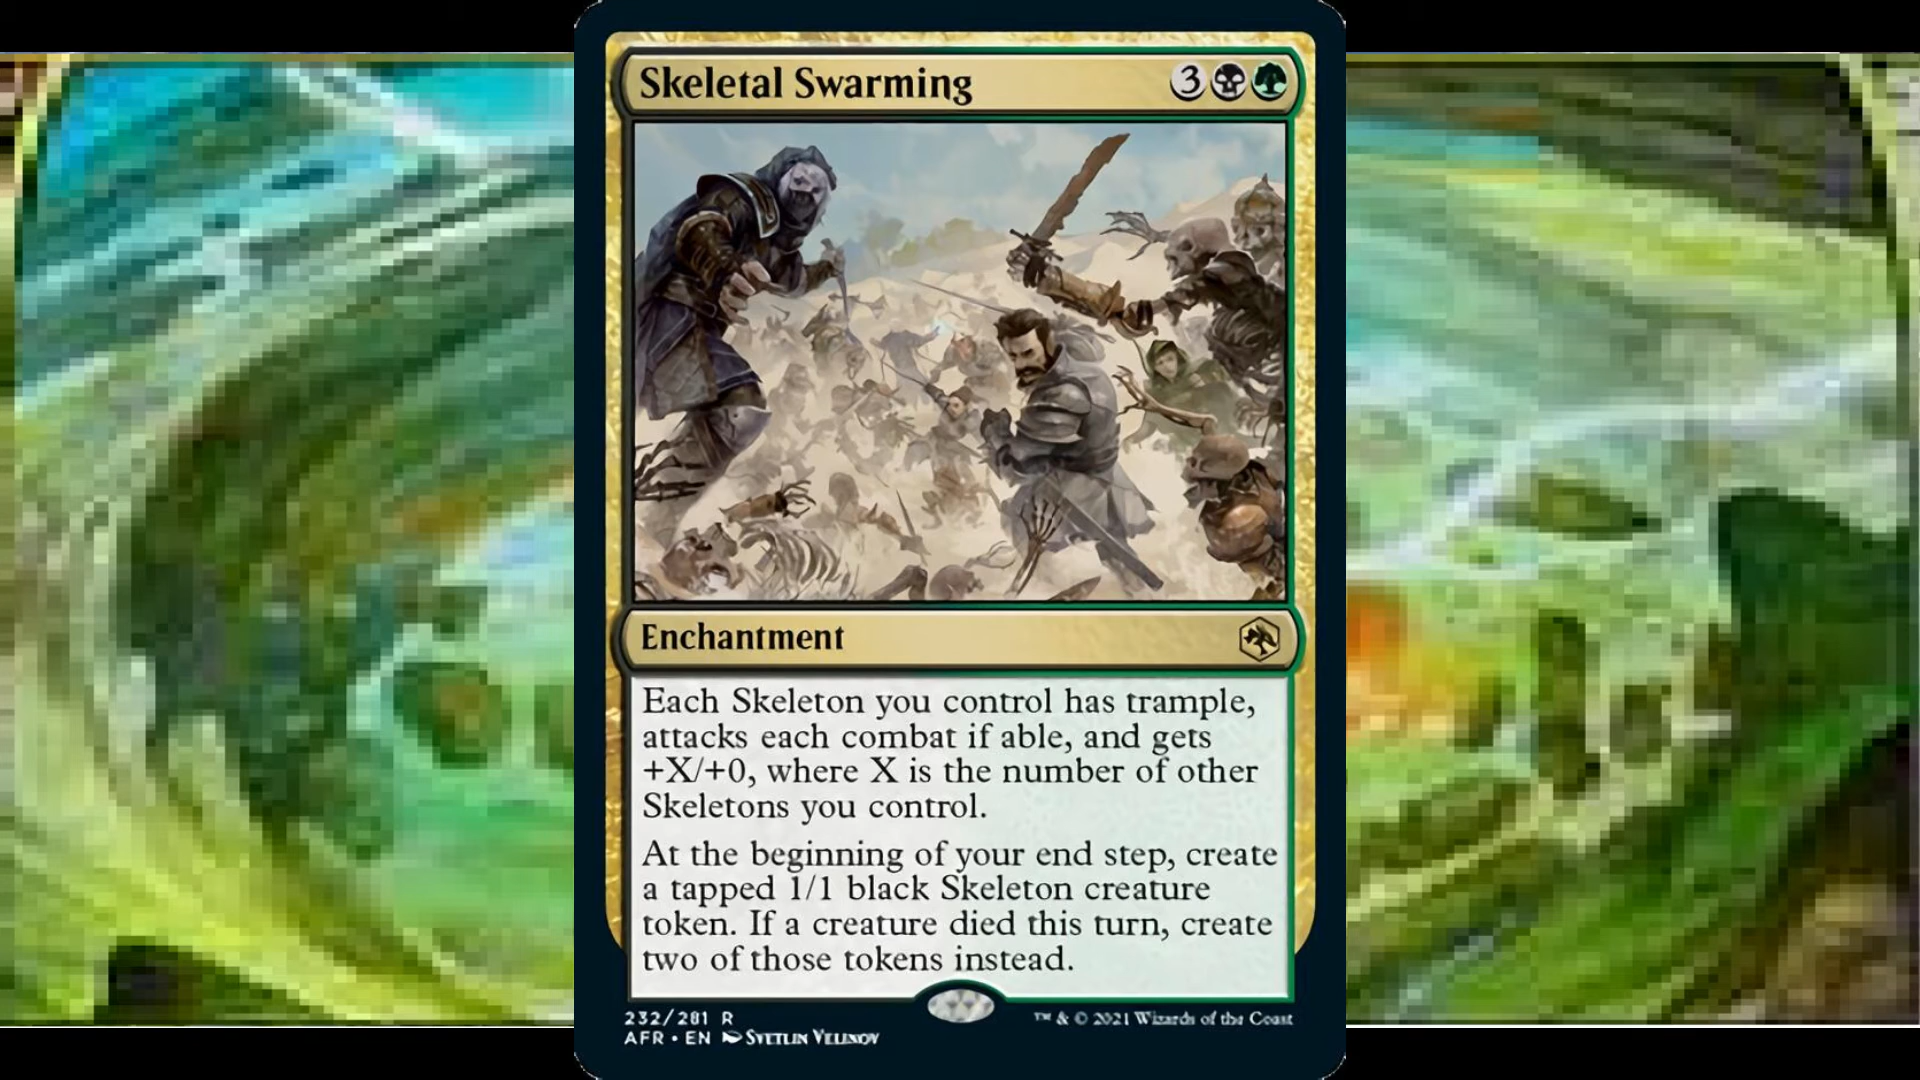 Skeletal Swarming 3
Enchantment
Each Skeleton you control has trample,
attacks each combat if able, and gets
+X/+0, where X is the number of other
Skeletons you control.
At the beginning of your end step, create
a tapped 1/1 black Skeleton creature
token. If a creature died this turn, create
two of those tokens instead.
232/281 R
™ & © 2021 Wizards of the Coast
AFR • EN Svetlin Velinov